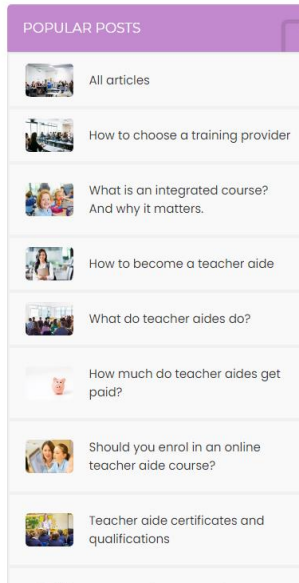 POPULAR POSTS
All articles
How to choose a training provider
What is an integrated course?
And why it matters.
How to become a teacher aide
What do teacher aides do?
How much do teacher aides get
paid?
Should you enrol in an online
teacher aide course?
Teacher aide certificates and
qualifications